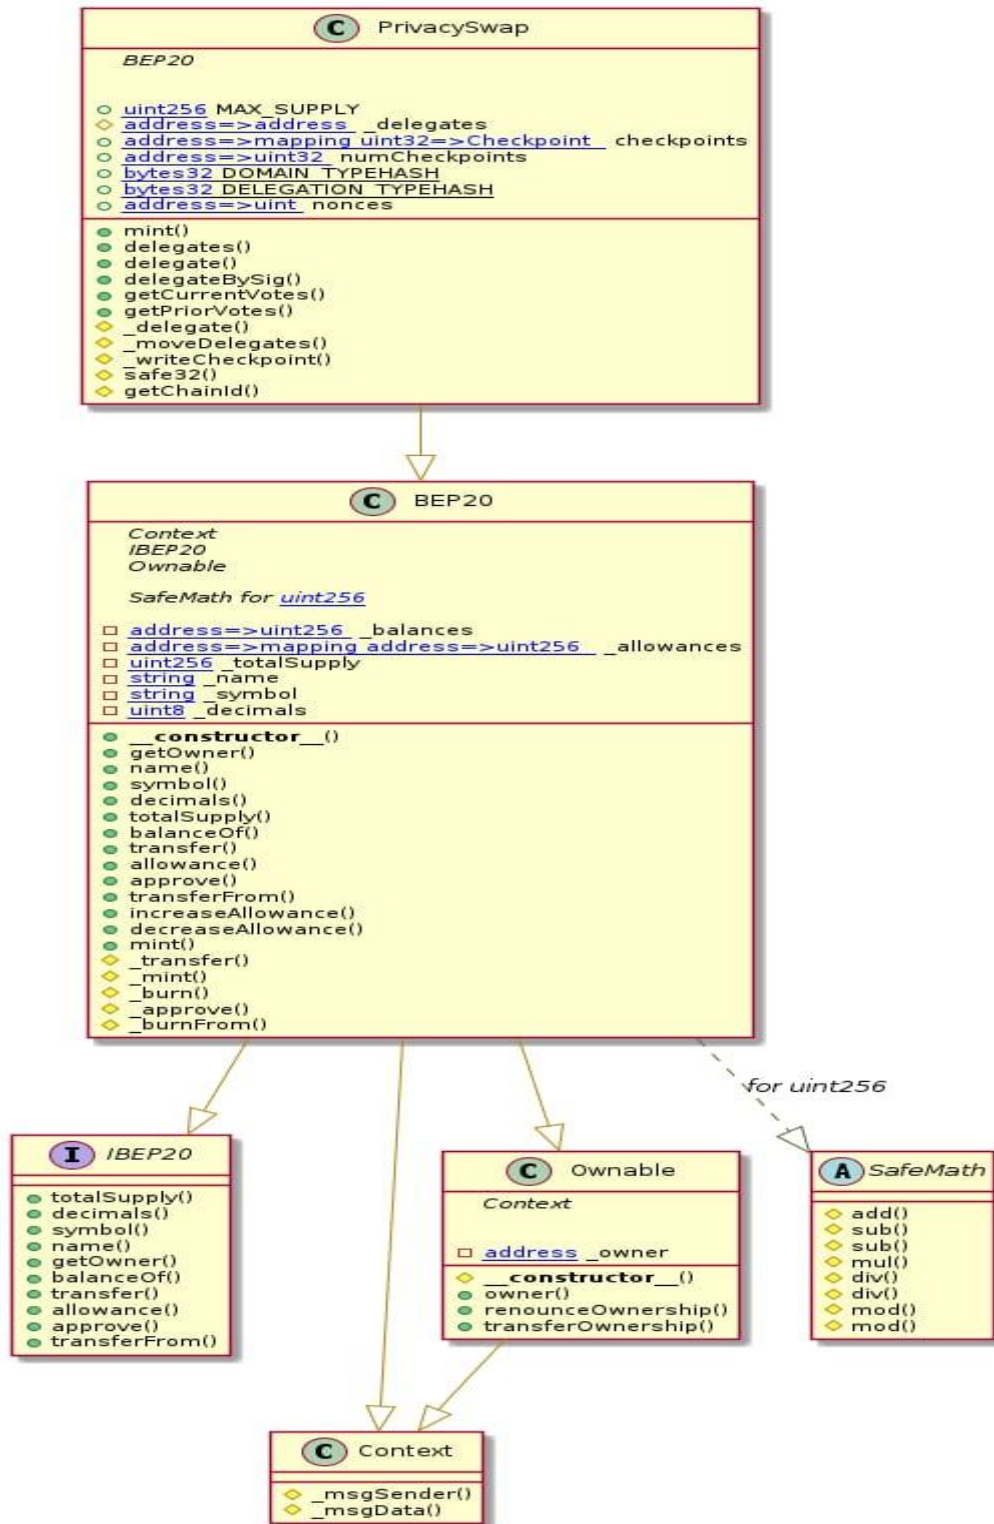 C PrivacySwap
BEP20
uint256 MAX_SUPPLY
address=>address _delegates
address=>mapping uint32=>Checkpoint checkpoints
address=>uint32 numCheckpoints
bytes32 DOMAIN_TYPEHASH
bytes32 DELEGATION_TYPEHASH
address=>uint nonces
mint()
delegates()
delegate()
delegateBySig()
getCurrentVotes()
getPriorVotes()
_delegate()
_moveDelegates()
_writeCheckpoint()
safe32()
getChainId()
C BEP20
Context
IBEP20
Ownable
SafeMath for uint256
address=>uint256 _balances
address=>mapping address=>uint256 _allowances
uint256 _totalSupply
string _name
string _symbol
uint8 _decimals
__constructor__()
getOwner()
name()
symbol()
decimals()
totalSupply()
balanceOf()
transfer()
allowance()
approve()
transferFrom()
increaseAllowance()
decreaseAllowance()
mint()
_transfer()
_mint()
_burn()
_approve()
_burnFrom()
for uint256
I IBEP20
totalSupply()
decimals()
symbol()
name()
getOwner()
balanceOf()
transfer()
allowance()
approve()
transferFrom()
C Ownable
Context
address _owner
__constructor__()
owner()
renounceOwnership()
transferOwnership()
A SafeMath
add()
sub()
sub()
mul()
div()
div()
mod()
mod()
C Context
_msgSender()
_msgData()